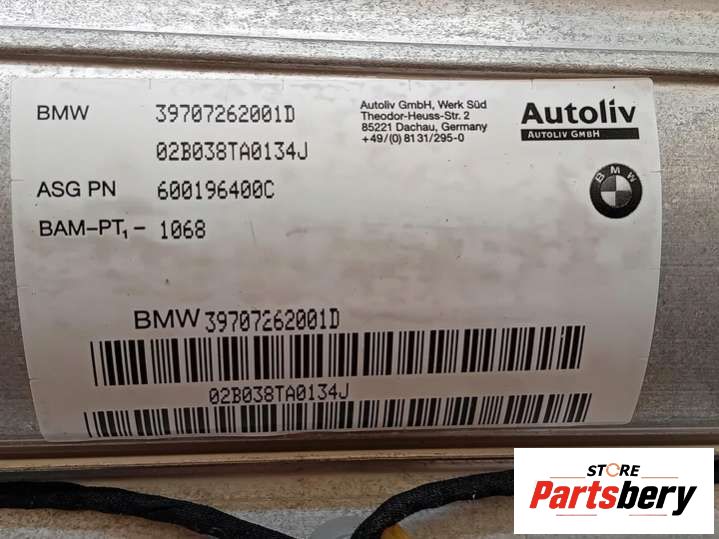 BMW 39707262001D
02B038TA0134J
ASG PN 600196400C
BAM-PT1- 1068
Autoliv GmbH, Werk Süd
Theodor-Heuss-Str. 2
85221 Dachau, Germany
+49/(0) 81 31/295-0
Autoliv
AUTOLIV GMBH
BMW
BMW 39707262001D
02B038TA0134J
STORE
Partsbery